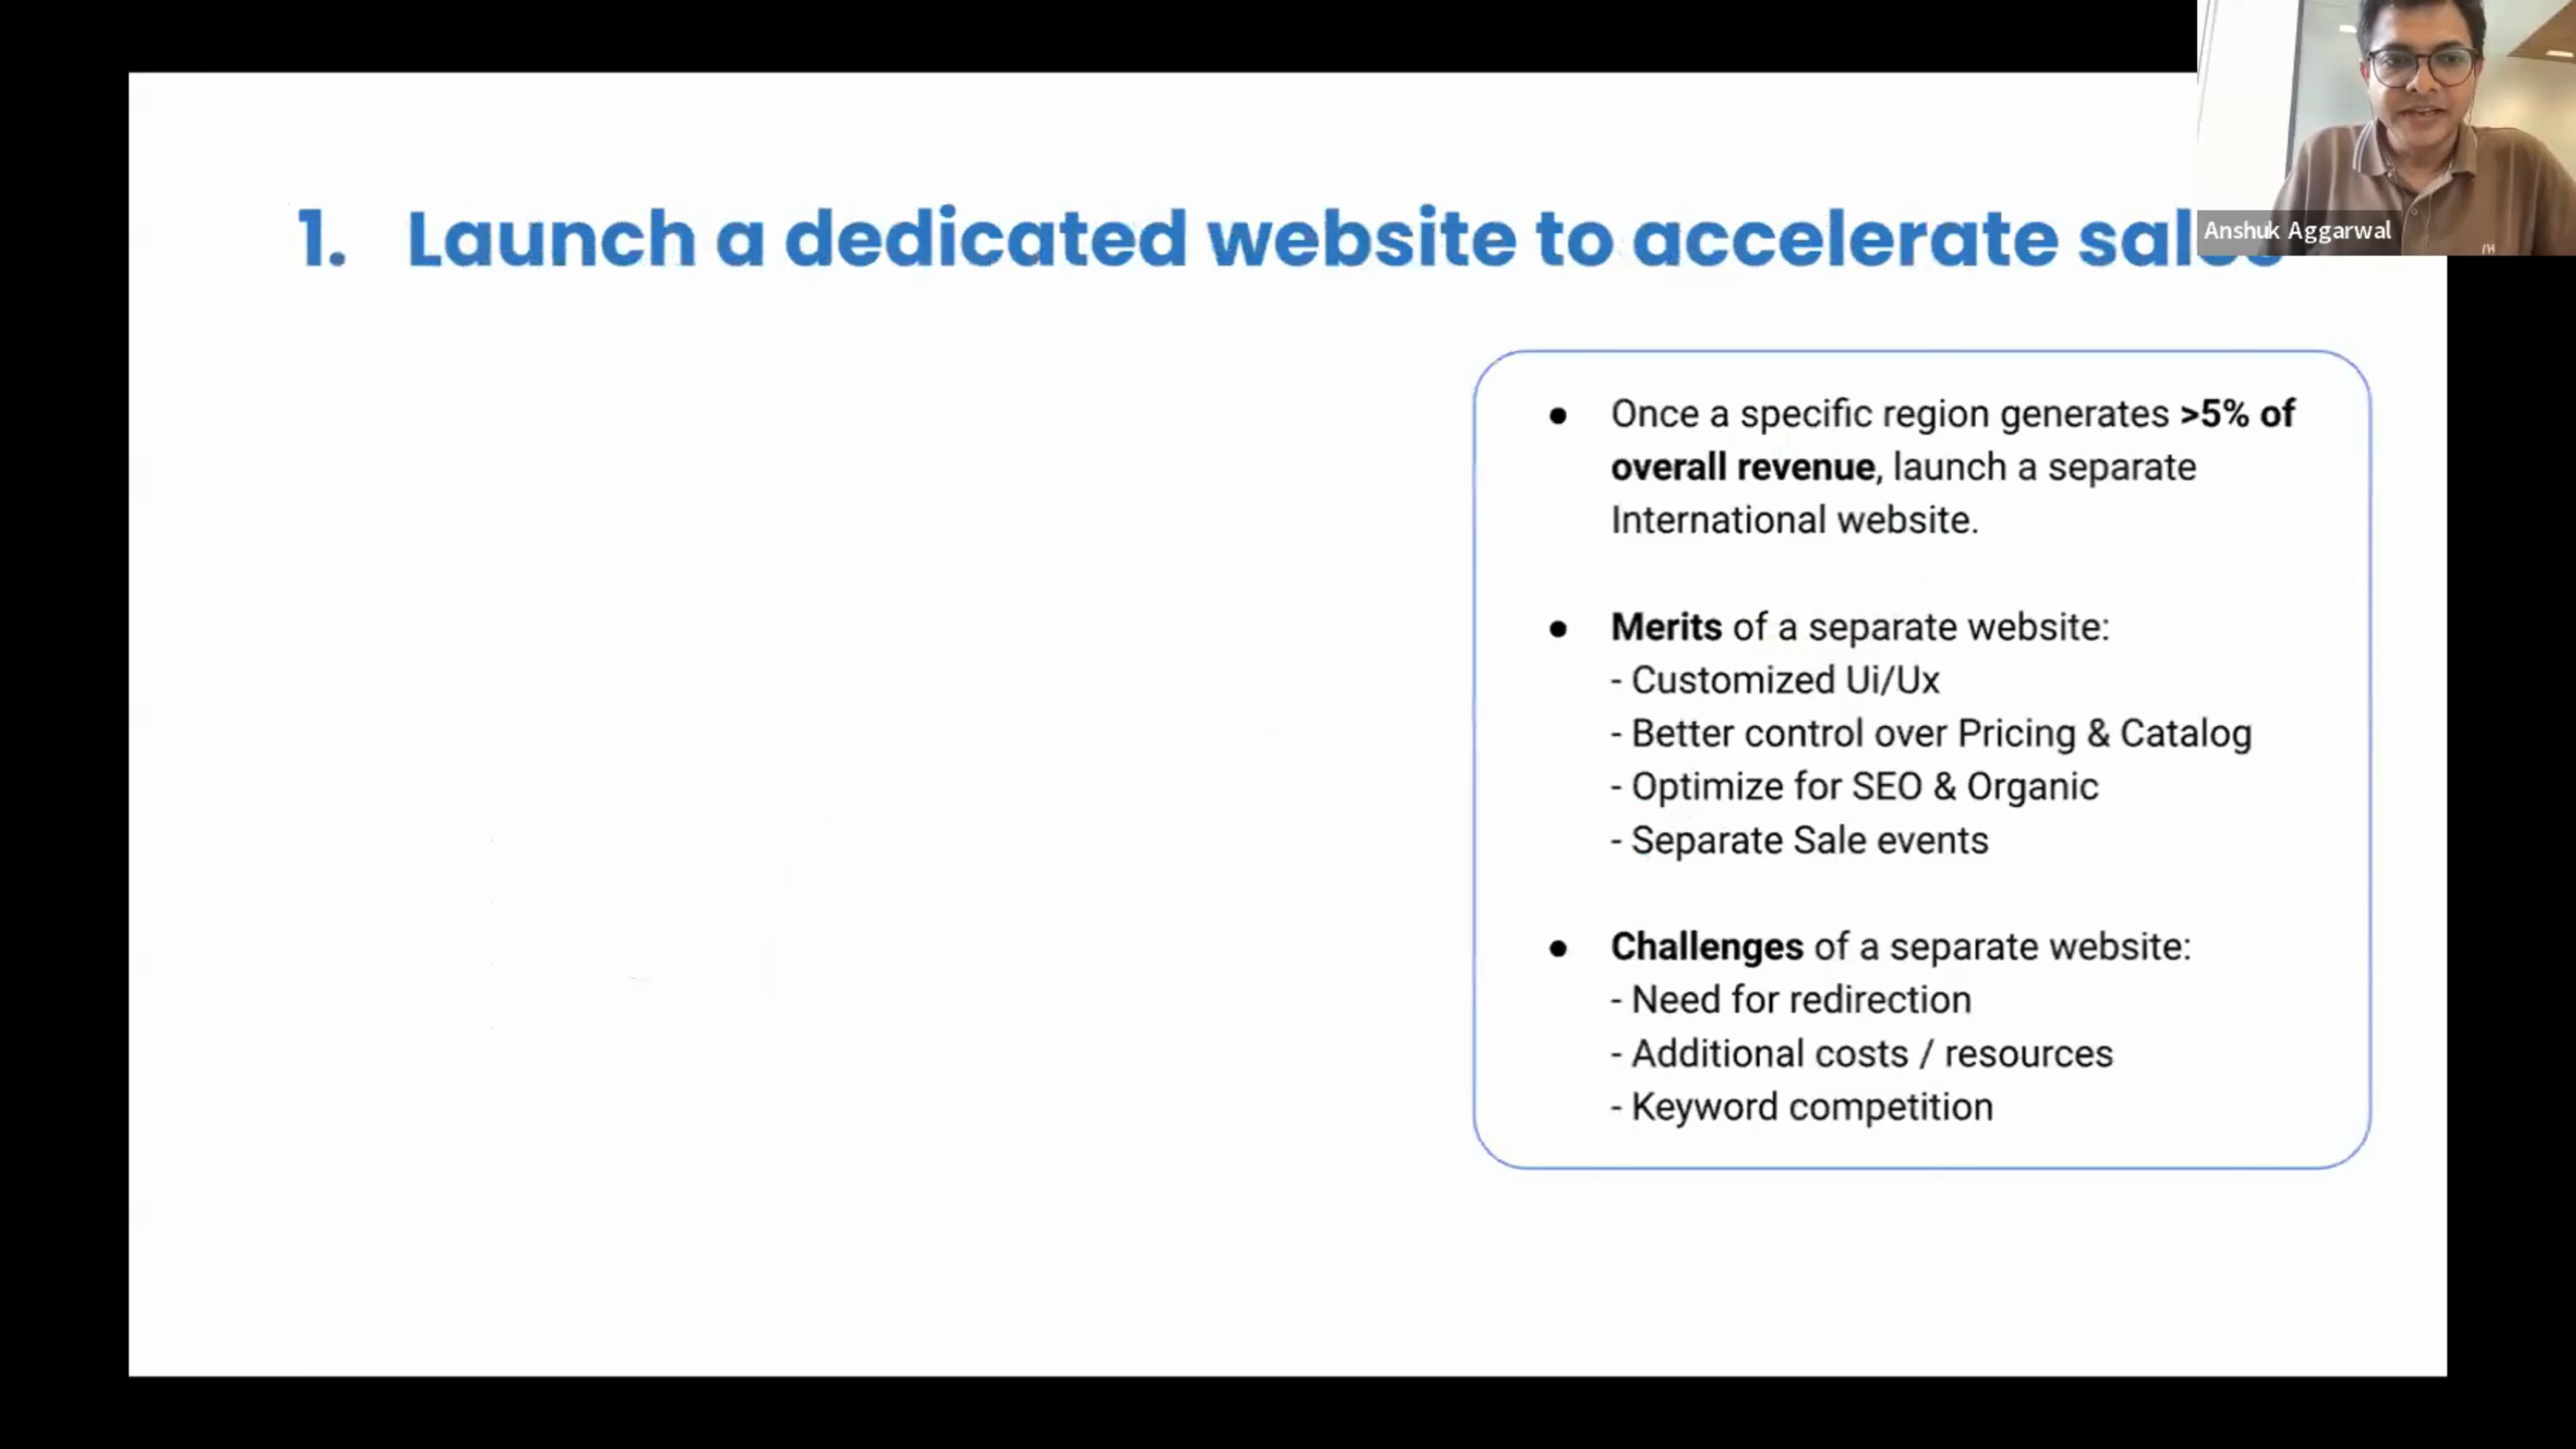 1. Launch a dedicated website to accelerate
Anshuk Aggarwal
● Once a specific region generates >5% of
overall revenue, launch a separate
International website.
● Merits of a separate website:
- Customized Ui/Ux
- Better control over Pricing & Catalog
- Optimize for SEO & Organic
- Separate Sale events
● Challenges of a separate website:
- Need for redirection
- Additional costs / resources
- Keyword competition